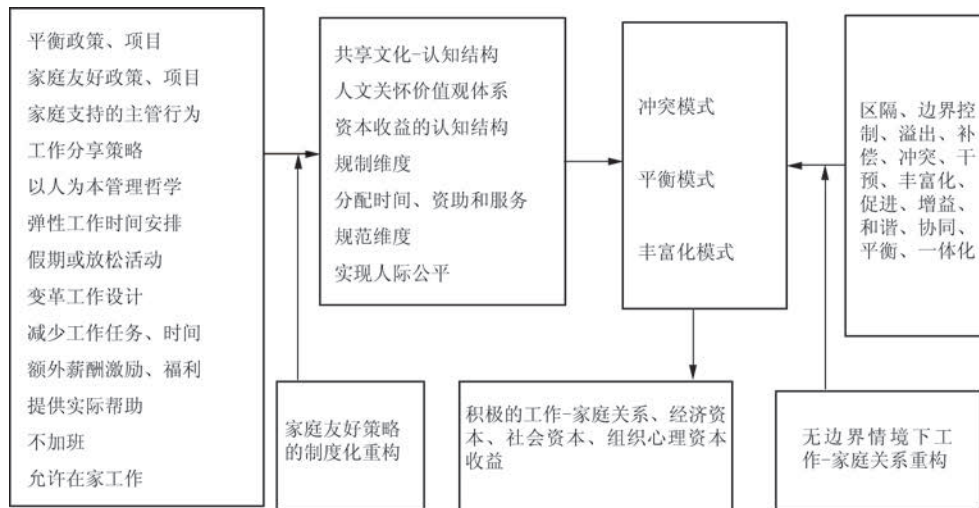 平衡政策、项目
家庭友好政策、项目
家庭支持的主管行为
工作分享策略
以人为本管理哲学
弹性工作时间安排
假期或放松活动
变革工作设计
减少工作任务、时间
额外薪酬激励、福利
提供实际帮助
不加班
允许在家工作
共享文化-认知结构
人文关怀价值观体系
资本收益的认知结构
规制维度
分配时间、资助和服务
规范维度
实现人际公平
冲突模式
平衡模式
丰富化模式
区隔、边界控
制、溢出、补
偿、冲突、干
预、丰富化、
促进、增益、
和谐、协同、
平衡、一体化
家庭友好策略
的制度化重构
积极的工作-家庭关系、经济资
本、社会资本、组织心理资本
收益
无边界情境下工
作-家庭关系重构